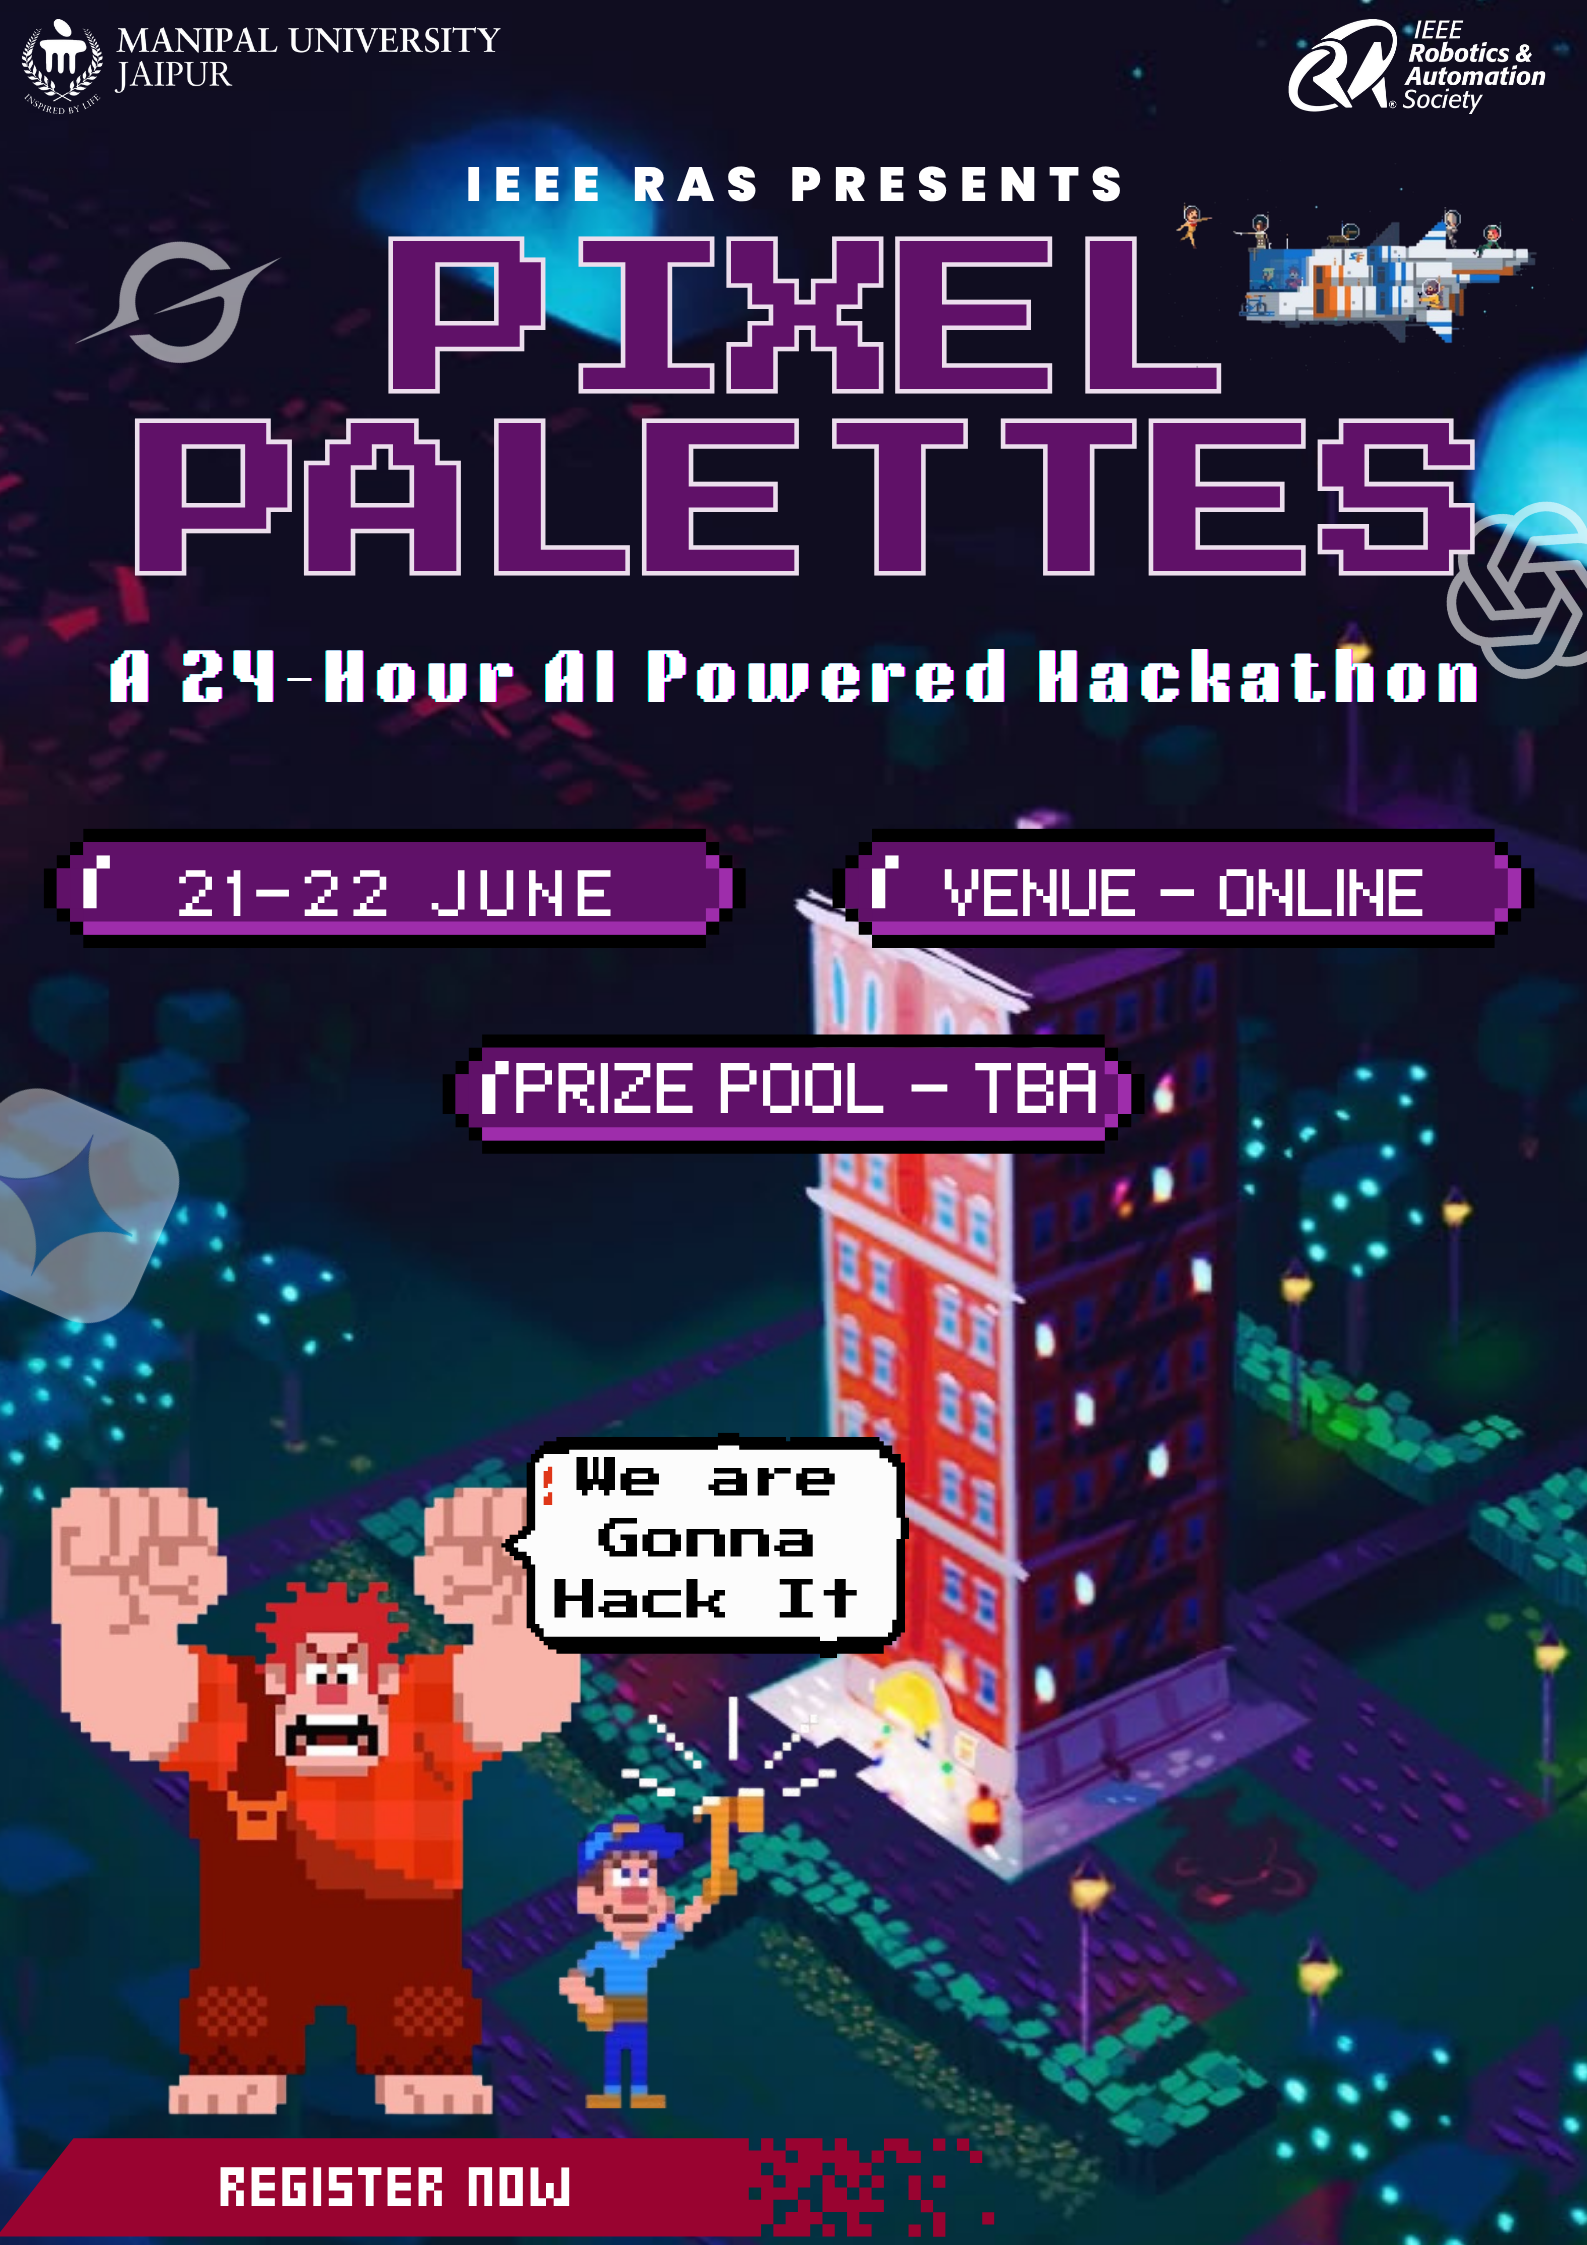 MANIPAL UNIVERSITY
JAIPUR
INSPIRED BY LIFE
IEEE
Robotics &
Automation
Society
®
IEEE RAS PRESENTS
PIXEL
PALETTES
A 24-Hour AI Powered Hackathon
21-22 JUNE
VENUE - ONLINE
PRIZE POOL - TBA
! We are
Gonna
Hack It
REGISTER NOW